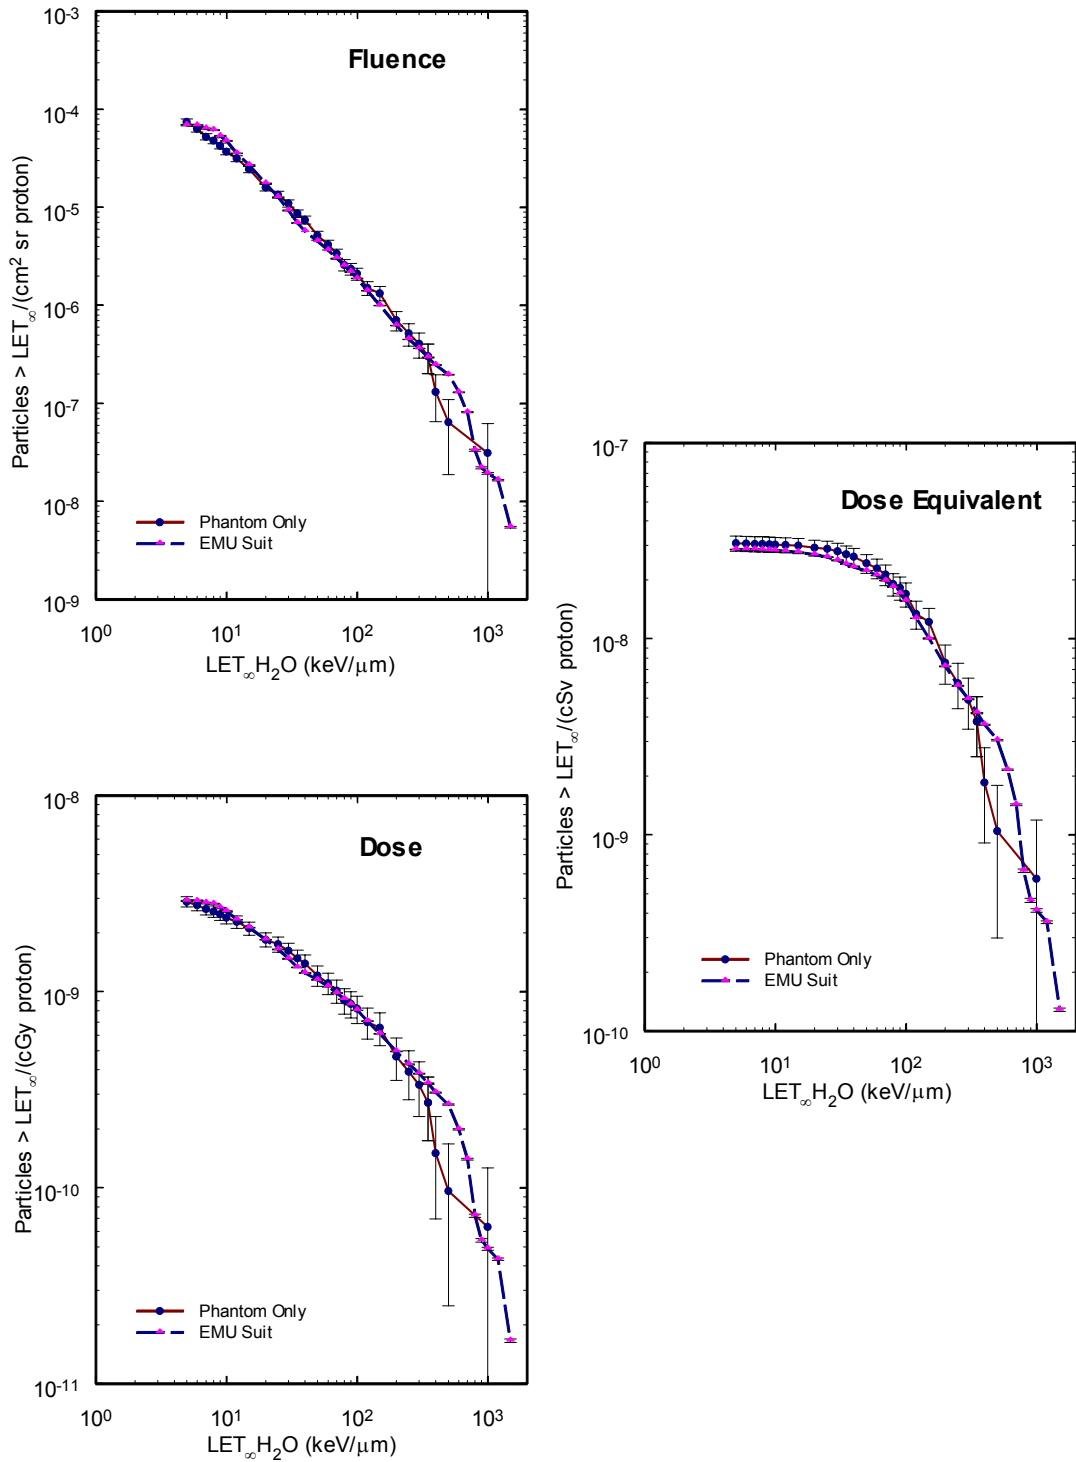 Fluence
10⁻³
10⁻⁴
10⁻⁵
10⁻⁶
10⁻⁷
10⁻⁸
10⁻⁹
Particles > LET∞/(cm² sr proton)
Phantom Only
EMU Suit
10⁰ 10¹ 10² 10³
LET∞H₂O (keV/μm)
Dose Equivalent
10⁻⁷
10⁻⁸
10⁻⁹
10⁻¹⁰
Particles > LET∞/(cSv proton)
Phantom Only
EMU Suit
10⁰ 10¹ 10² 10³
LET∞H₂O (keV/μm)
Dose
10⁻⁸
10⁻⁹
10⁻¹⁰
10⁻¹¹
Particles > LET∞/(cGy proton)
Phantom Only
EMU Suit
10⁰ 10¹ 10² 10³
LET∞H₂O (keV/μm)